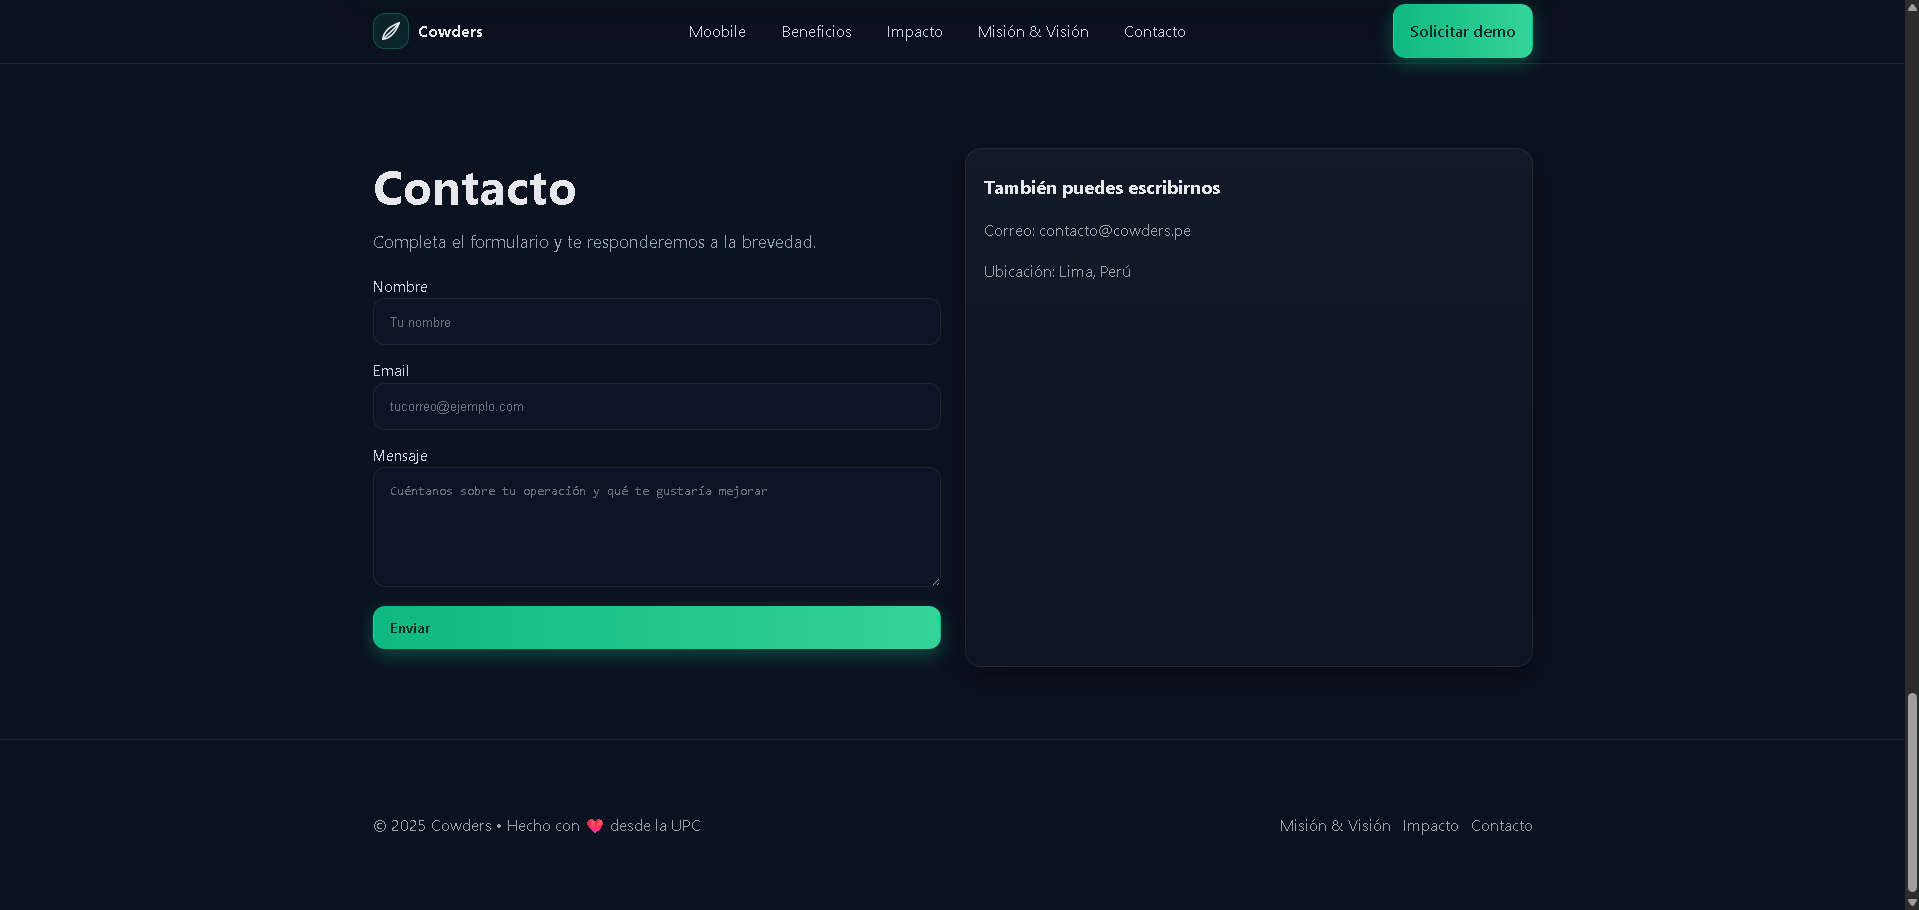 Cowders
Moobile
Beneficios
Impacto
Misión & Visión
Contacto
Solicitar demo
Contacto
Completa el formulario y te responderemos a la brevedad.
Nombre
Tu nombre
Email
tucorreo@ejemplo.com
Mensaje
Cuéntanos sobre tu operación y qué te gustaría mejorar
Enviar
También puedes escribirnos
Correo: contacto@cowders.pe
Ubicación: Lima, Perú
© 2025 Cowders • Hecho con ❤️ desde la UPC
Misión & Visión
Impacto
Contacto